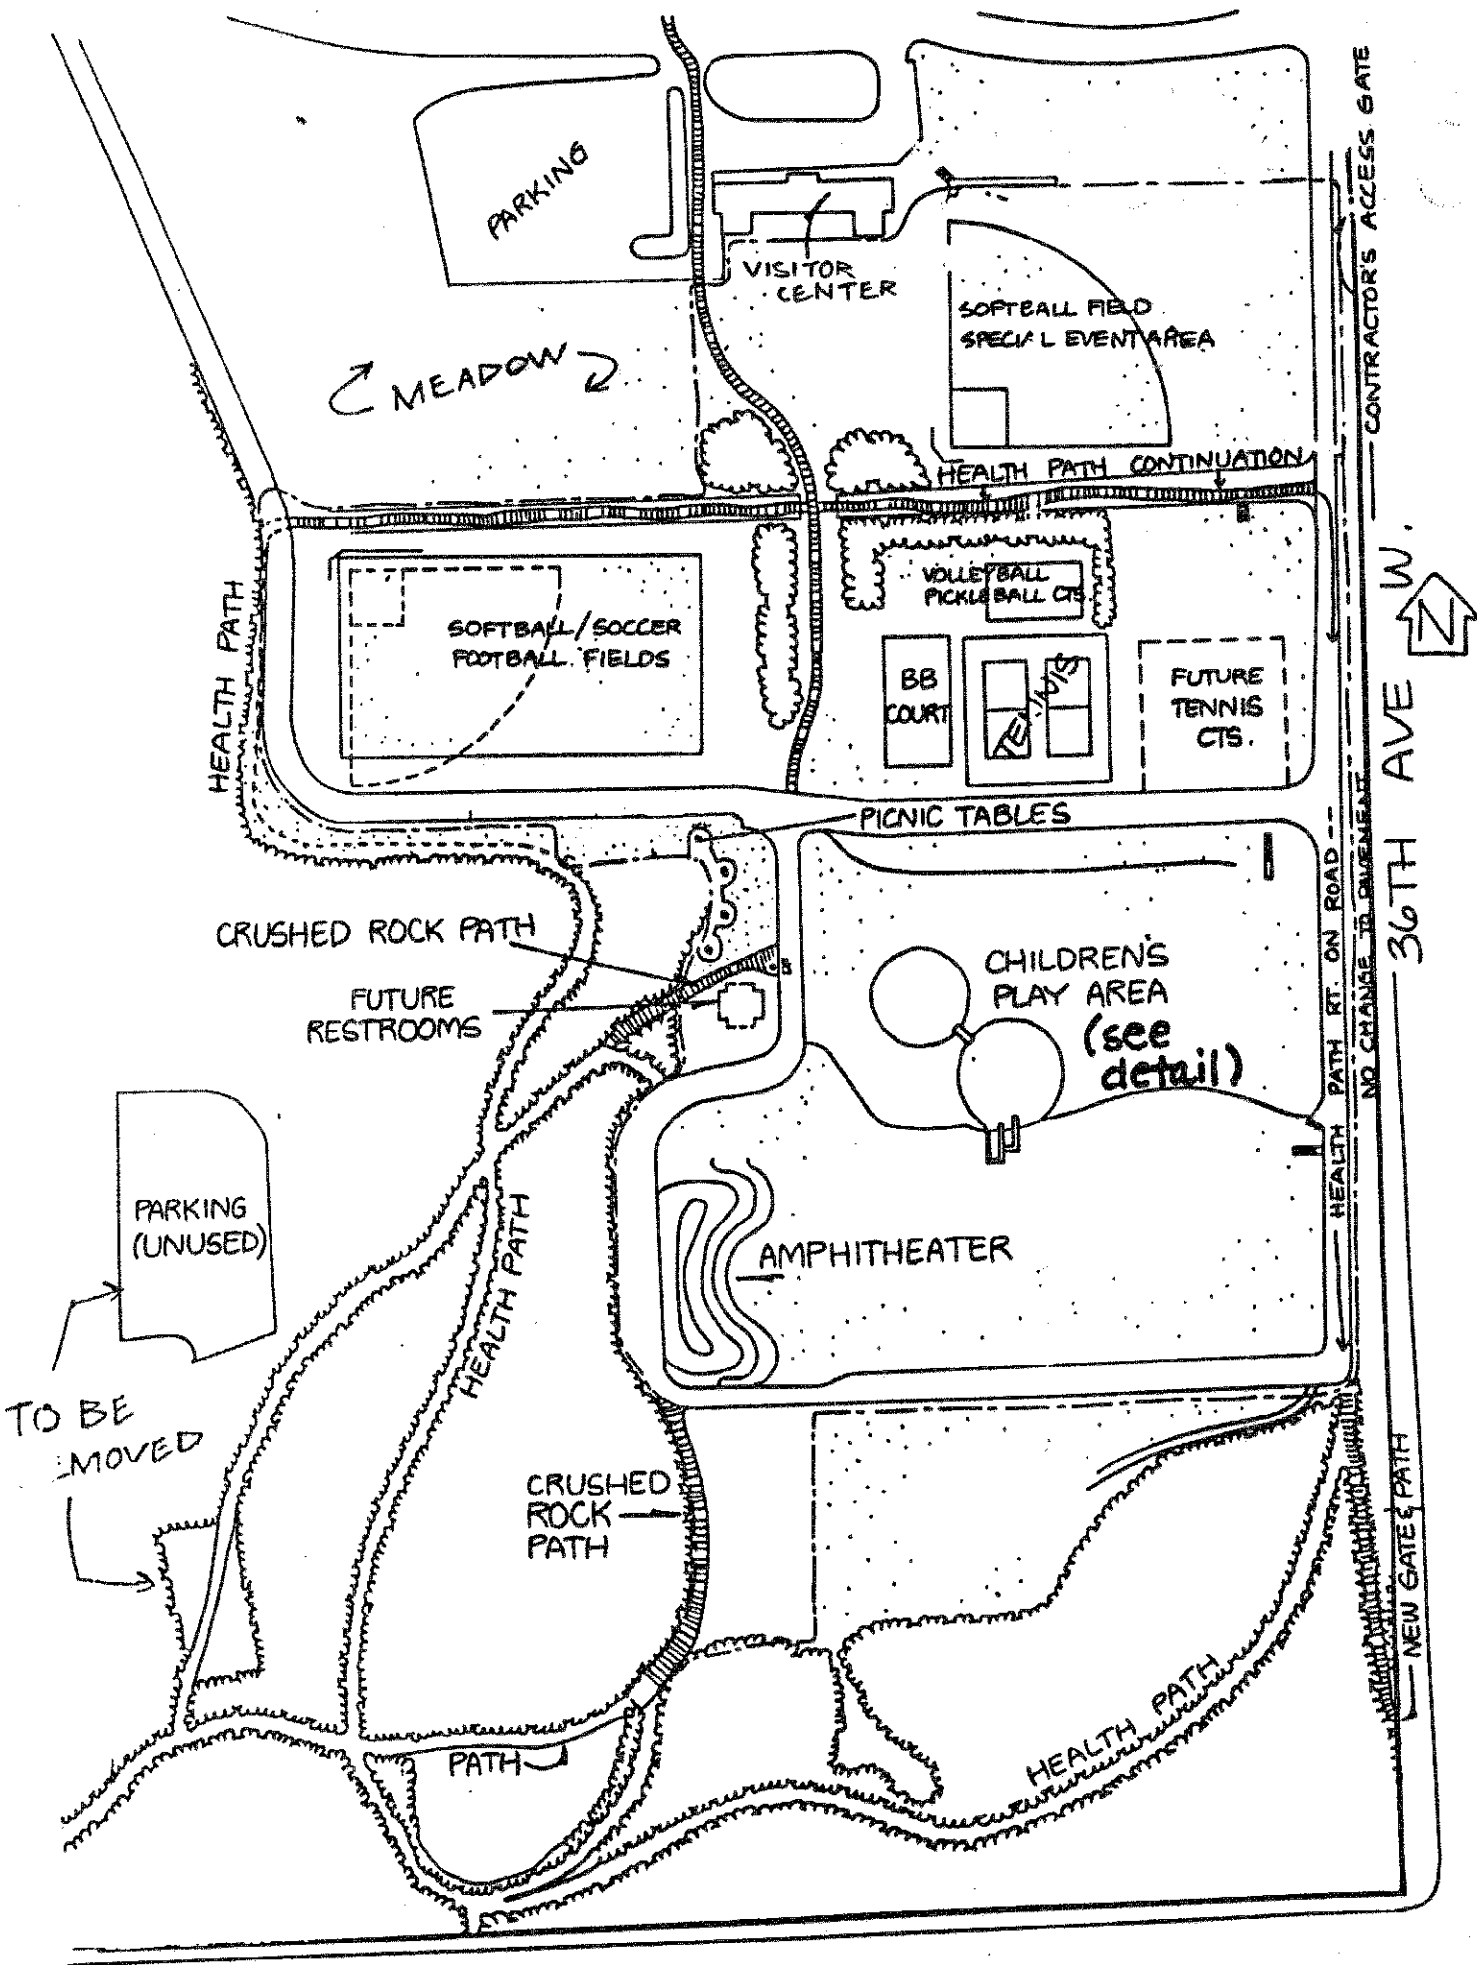 CONTRACTOR'S ACCESS GATE
PARKING
VISITOR
CENTER
SOFTBALL FIELD
SPECIAL EVENT AREA
MEADOW
HEALTH PATH CONTINUATION
HEALTH PATH
SOFTBALL/SOCCER
FOOTBALL FIELDS
VOLLEYBALL
PICKLEBALL CTS.
BB
COURT
TENNIS
FUTURE
TENNIS
CTS.
N
36TH AVE W.
PICNIC TABLES
CRUSHED ROCK PATH
FUTURE
RESTROOMS
CHILDREN'S
PLAY AREA
(see
detail)
HEALTH PATH RT. ON ROAD
NO CHANGE TO PAVEMENT
PARKING
(UNUSED)
HEALTH PATH
AMPHITHEATER
TO BE
MOVED
CRUSHED
ROCK
PATH
NEW GATE & PATH
HEALTH PATH
PATH